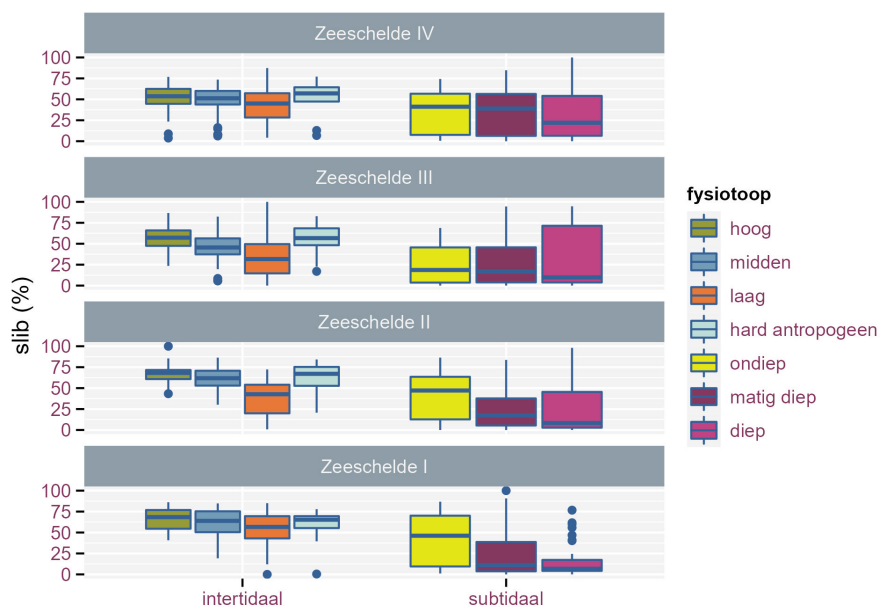 Zeeschelde IV
100
75
50
25
0
Zeeschelde III
100
75
50
25
0
Zeeschelde II
100
75
50
25
0
Zeeschelde I
100
75
50
25
0
slib (%)
intertidaal
subtidaal
fysiotoop
hoog
midden
laag
hard antropogeen
ondiep
matig diep
diep